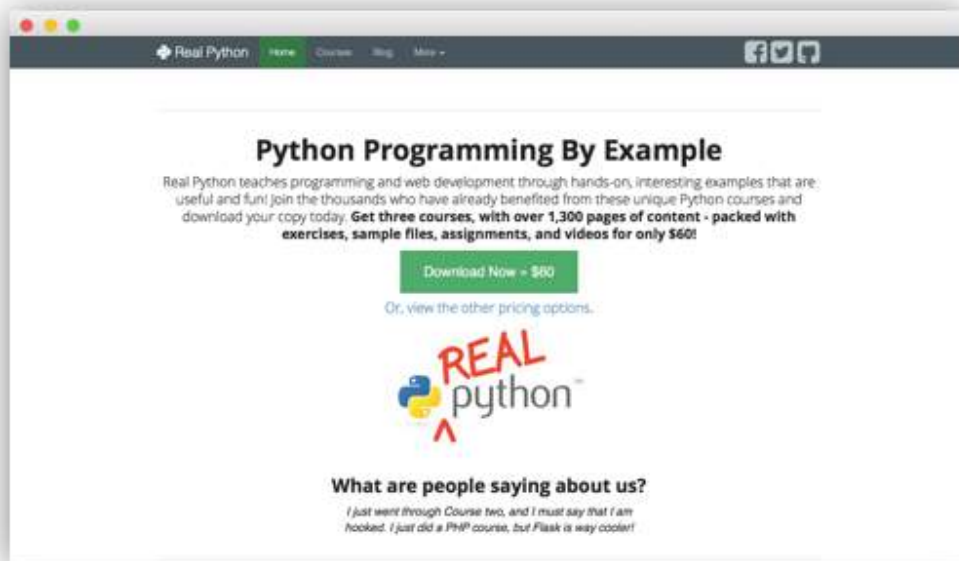 Real Python Home Courses Blog More
Python Programming By Example
Real Python teaches programming and web development through hands-on, interesting examples that are
useful and fun! Join the thousands who have already benefited from these unique Python courses and
download your copy today. Get three courses, with over 1,300 pages of content - packed with
exercises, sample files, assignments, and videos for only $60!
Download Now - $60
Or, view the other pricing options.
REAL
python™
What are people saying about us?
I just went through Course two, and I must say that I am
hooked. I just did a PHP course, but Flask is way cooler!